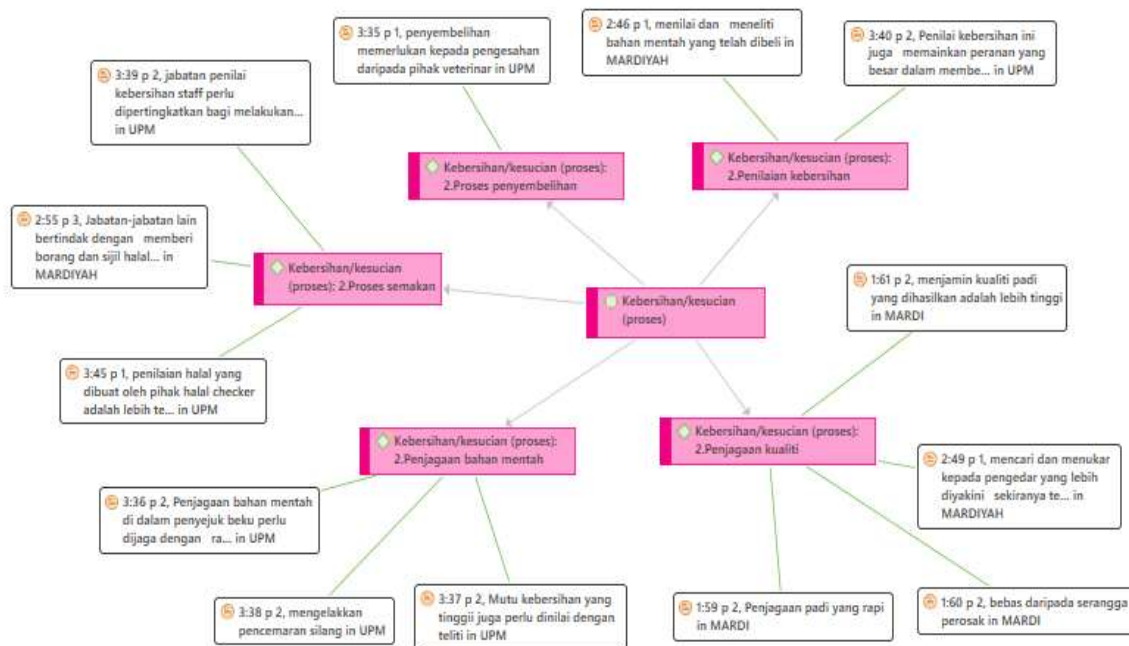 3:35 p 1, penyembelihan
memerlukan kepada pengesahan
daripada pihak veterinar in UPM
2:46 p 1, menilai dan meneliti
bahan mentah yang telah dibeli in
MARDIYAH
3:40 p 2, Penilai kebersihan ini
juga memainkan peranan yang
besar dalam membe... in UPM
3:39 p 2, jabatan penilai
kebersihan staff perlu
dipertingkatkan bagi melakukan...
in UPM
Kebersihan/kesucian (proses):
2.Proses penyembelihan
Kebersihan/kesucian (proses):
2.Penilaian kebersihan
2:55 p 3, Jabatan-jabatan lain
bertindak dengan memberi
borang dan sijil halal... in
MARDIYAH
Kebersihan/kesucian
(proses): 2.Proses semakan
Kebersihan/kesucian
(proses)
1:61 p 2, menjamin kualiti padi
yang dihasilkan adalah lebih tinggi
in MARDI
3:45 p 1, penilaian halal yang
dibuat oleh pihak halal checker
adalah lebih te... in UPM
Kebersihan/kesucian (proses):
2.Penjagaan bahan mentah
Kebersihan/kesucian (proses):
2.Penjagaan kualiti
2:49 p 1, mencari dan menukar
kepada pengedar yang lebih
diyakini sekiranya te... in
MARDIYAH
3:36 p 2, Penjagaan bahan mentah
di dalam penyejuk beku perlu
dijaga dengan ra... in UPM
3:38 p 2, mengelakkan
pencemaran silang in UPM
3:37 p 2, Mutu kebersihan yang
tinggii juga perlu dinilai dengan
teliti in UPM
1:59 p 2, Penjagaan padi yang rapi
in MARDI
1:60 p 2, bebas daripada serangga
perosak in MARDI